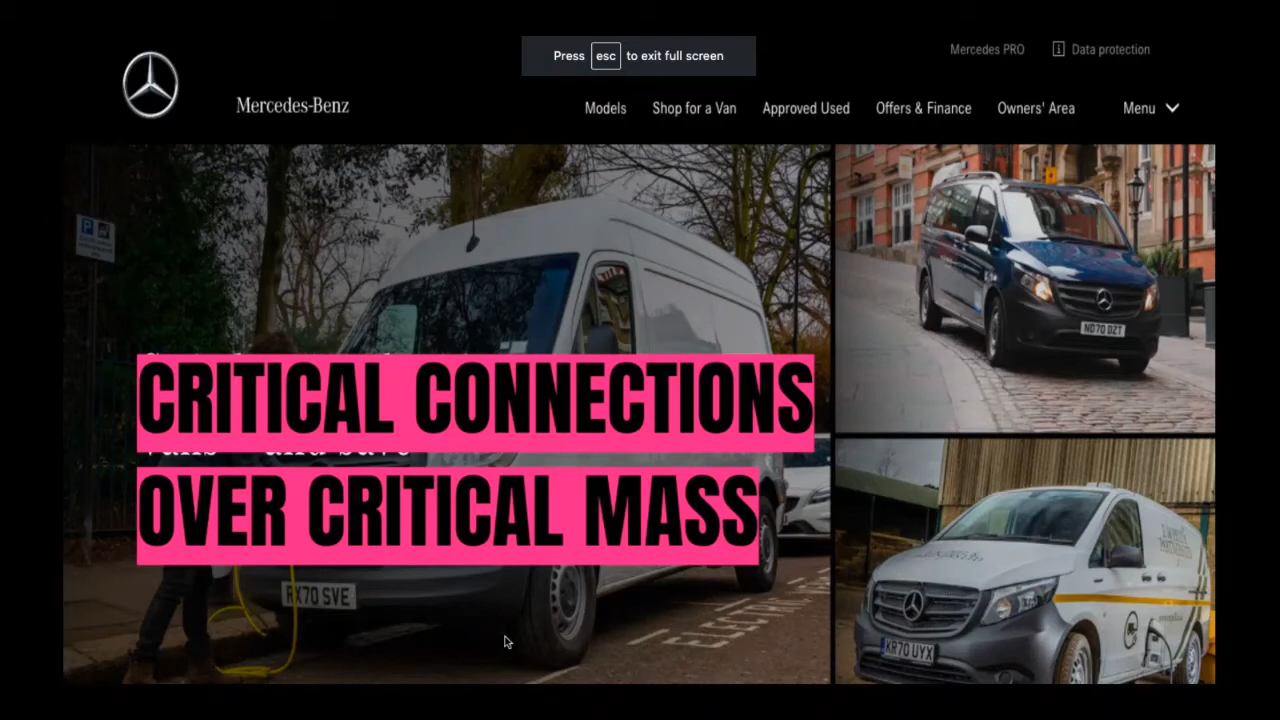 Press esc to exit full screen
Mercedes PRO
Data protection
Mercedes-Benz
Models
Shop for a Van
Approved Used
Offers & Finance
Owners' Area
Menu
CRITICAL CONNECTIONS
OVER CRITICAL MASS
RX70 SVE
ND70 DZT
KR70 UYX